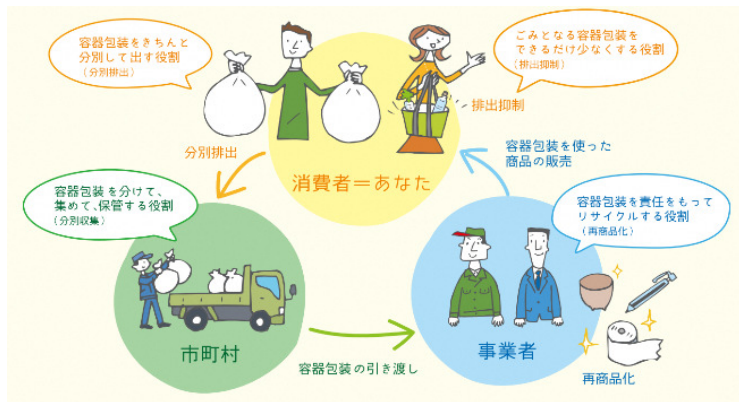 容器包装をきちんと
分別して出す役割
（分別排出）
ごみとなる容器包装を
できるだけ少なくする役割
（排出抑制）
排出抑制
分別排出
消費者＝あなた
容器包装を使った
商品の販売
容器包装を分けて、
集めて、保管する役割
（分別収集）
容器包装を責任をもって
リサイクルする役割
（再商品化）
市町村
容器包装の引き渡し
事業者
再商品化